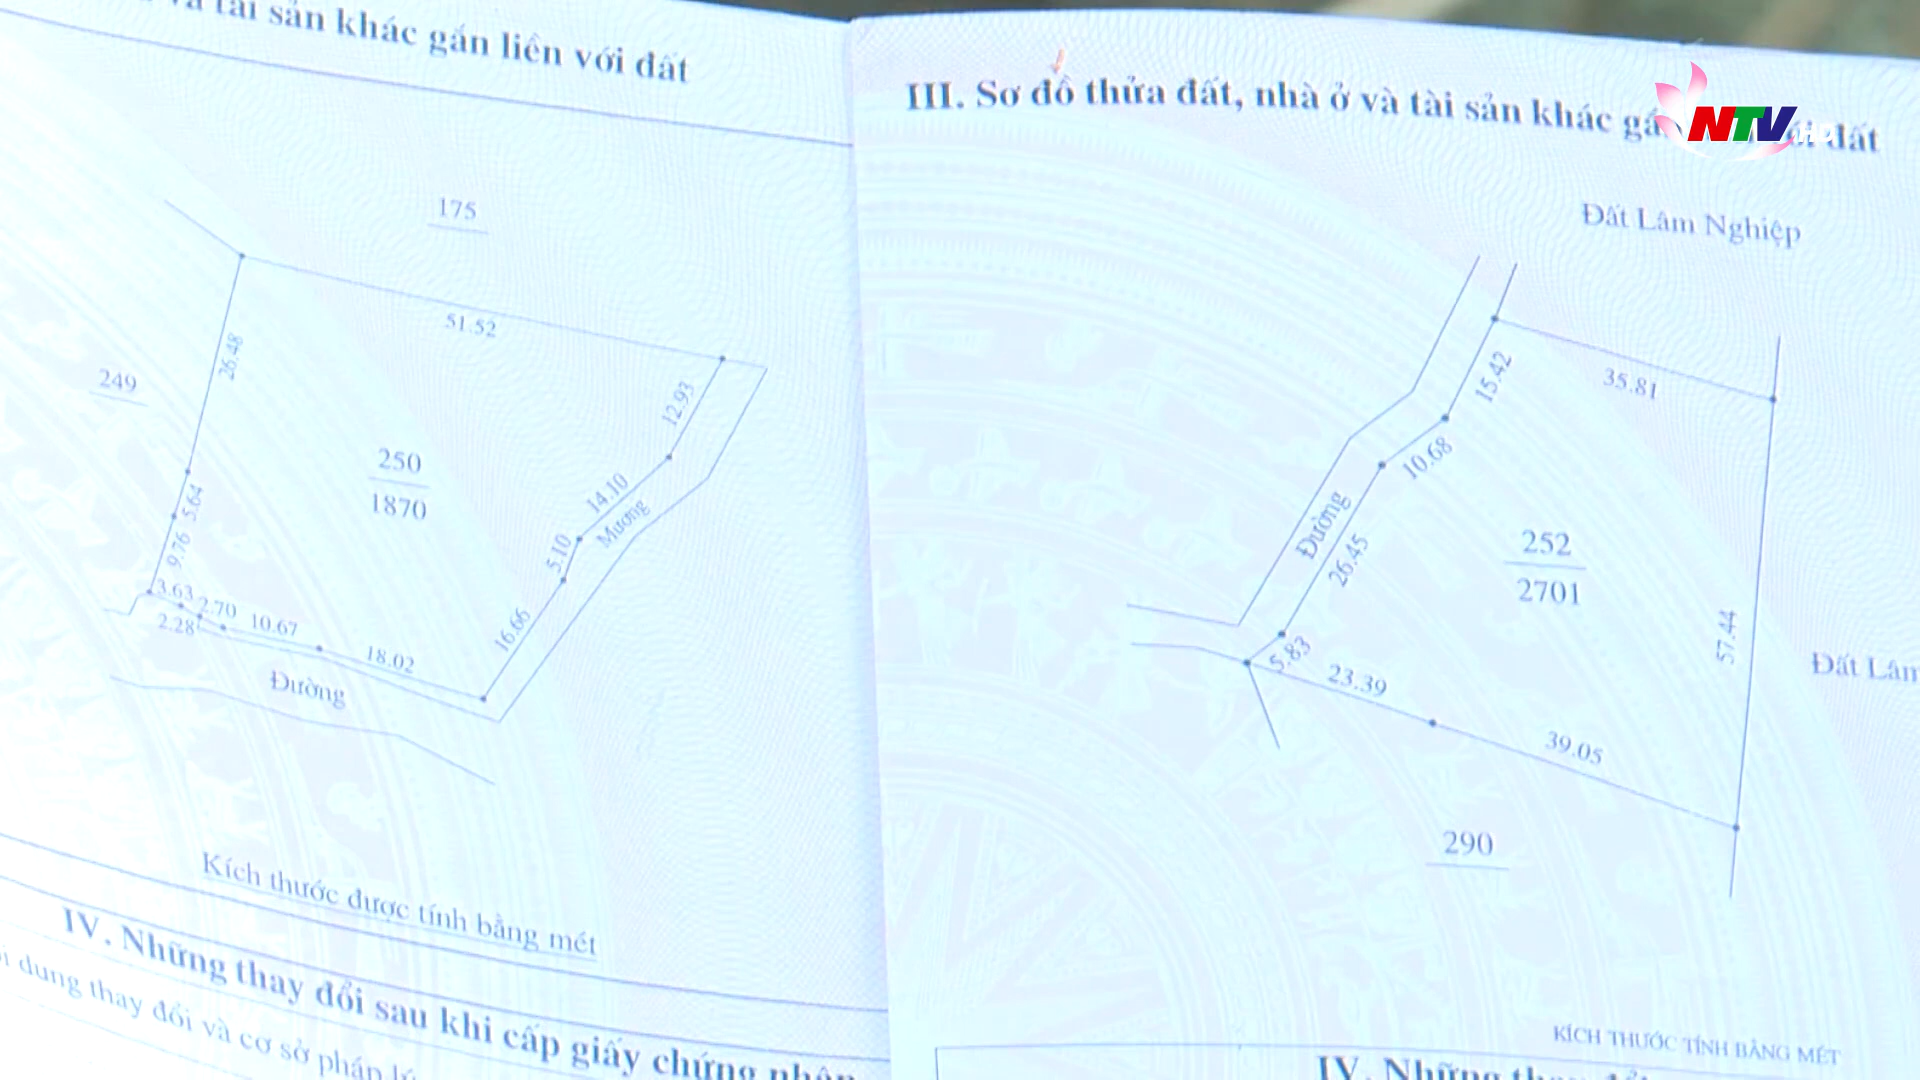 và tài sản khác gắn liền với đất
175
51.52
26.48
249
12.93
250
1870
14.10
Mương
5.64
5.10
9.76
3.63
2.70
2.28
10.67
18.02
16.66
Đường
Kích thước được tính bằng mét
IV. Những thay đổi sau khi cấp giấy chứng nhận
dung thay đổi và cơ sở pháp lý
III. Sơ đồ thửa đất, nhà ở và tài sản khác đất
NTV HD
Đất Lâm Nghiệp
15.42
35.81
10.68
Đường
26.45
252
2701
57.44
5.83
23.39
Đất Lâm
39.05
290
KÍCH THƯỚC TÍNH BẰNG MÉT
IV. Những thay đổi